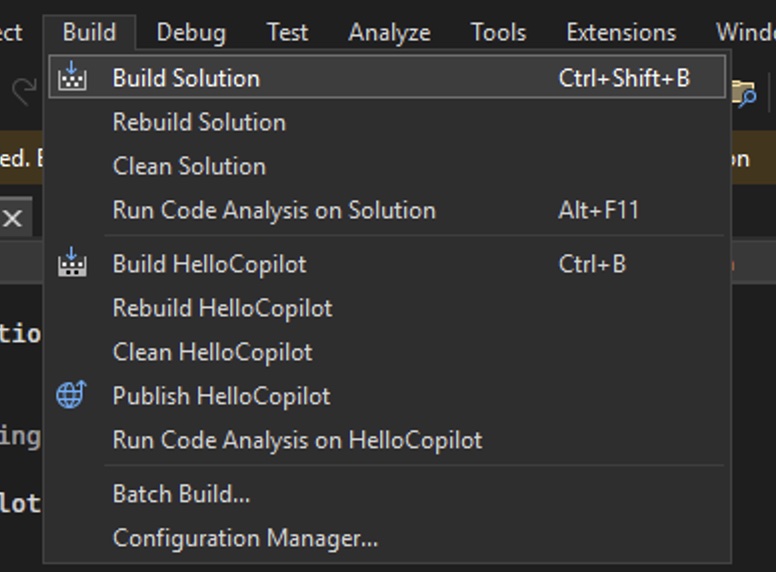 ect Build Debug Test Analyze Tools Extensions Windo
Build Solution Ctrl+Shift+B
Rebuild Solution
ed. E on
Clean Solution
Run Code Analysis on Solution Alt+F11
Build HelloCopilot Ctrl+B
Rebuild HelloCopilot
tio
Clean HelloCopilot
Publish HelloCopilot
ing
Run Code Analysis on HelloCopilot
Batch Build...
lot
Configuration Manager...